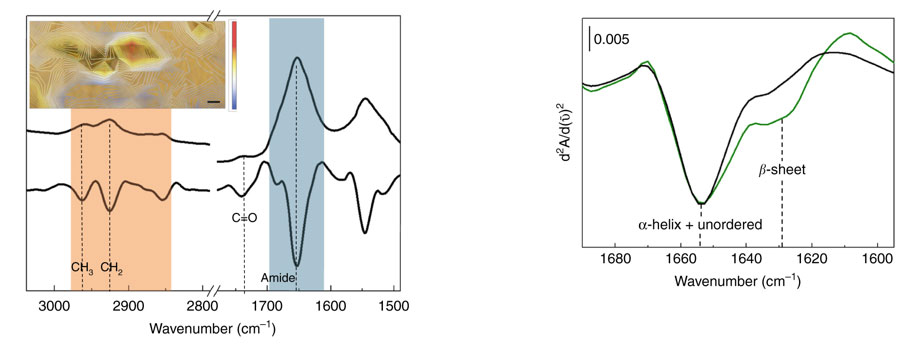 CH3 CH2
C=O
Amide
3000 2900 2800 1700 1600 1500
Wavenumber (cm−1)
0.005
d2A/d(ῡ)2
β-sheet
α-helix + unordered
1680 1660 1640 1620 1600
Wavenumber (cm−1)